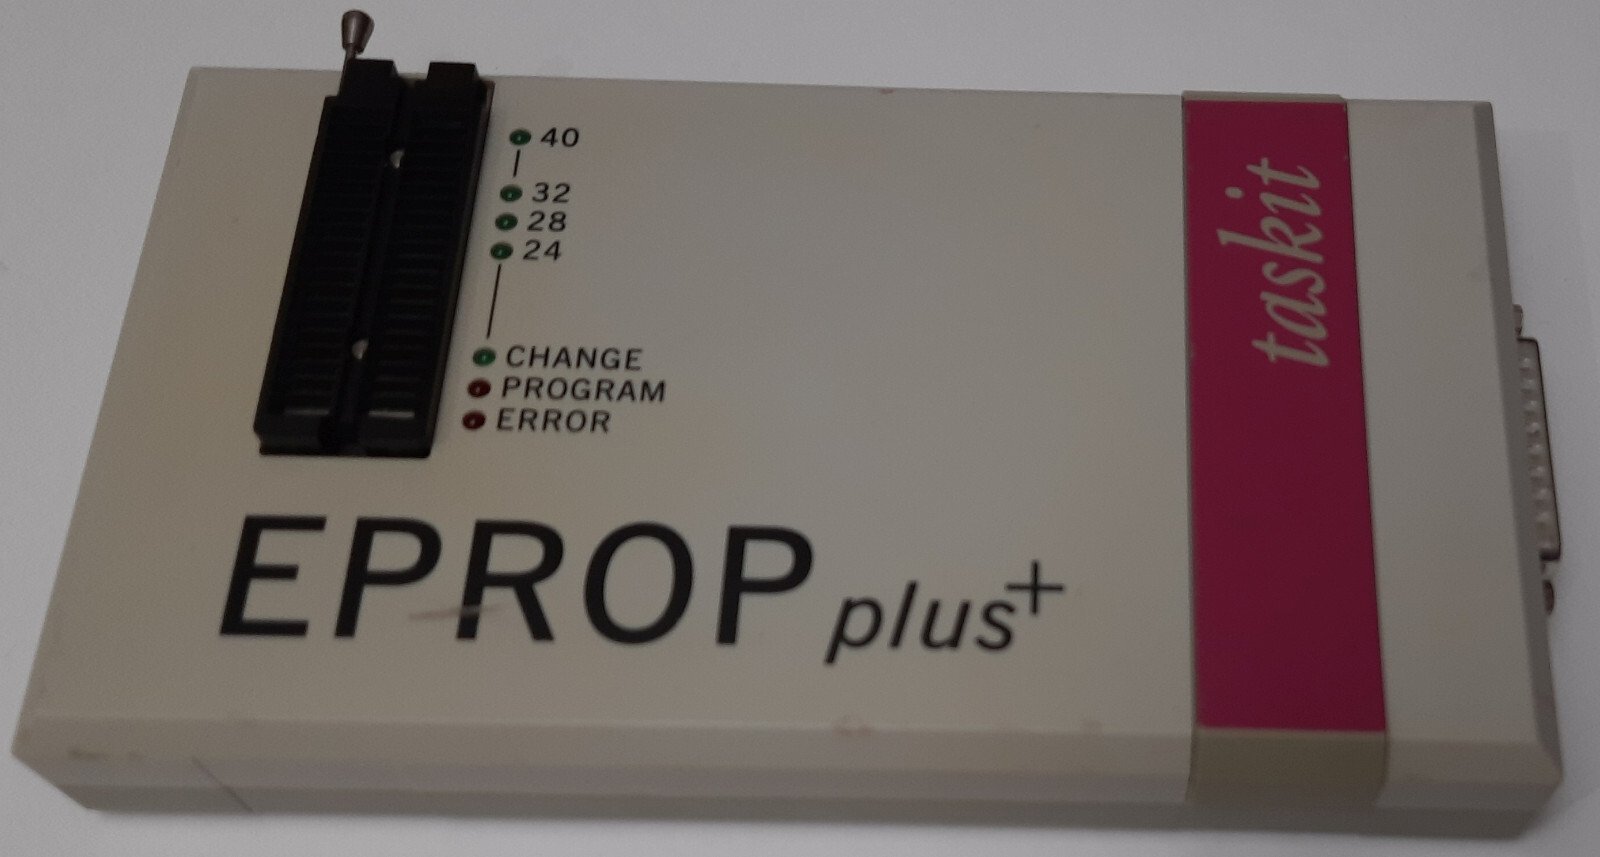 40
32
28
24
CHANGE
PROGRAM
ERROR
EPROP plus+
taskit